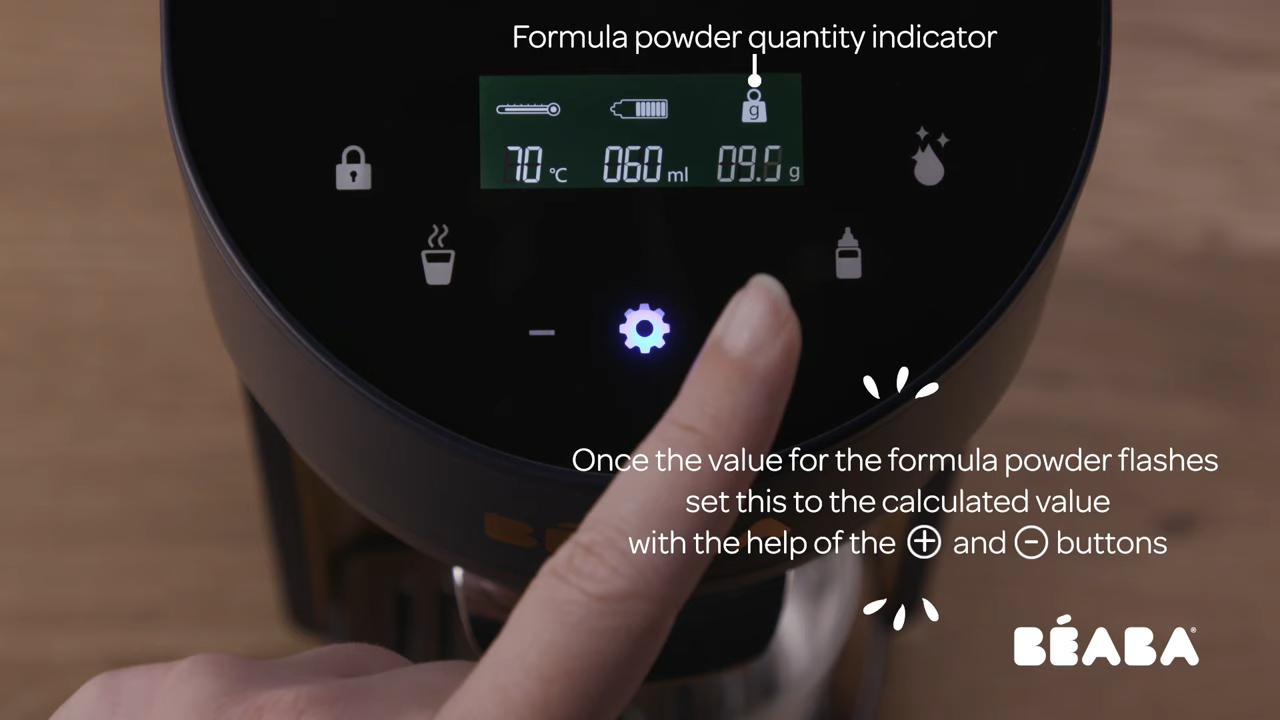 Formula powder quantity indicator
g
70 °C 060 ml 09.5 g
Once the value for the formula powder flashes
set this to the calculated value
with the help of the + and - buttons
BÉABA®